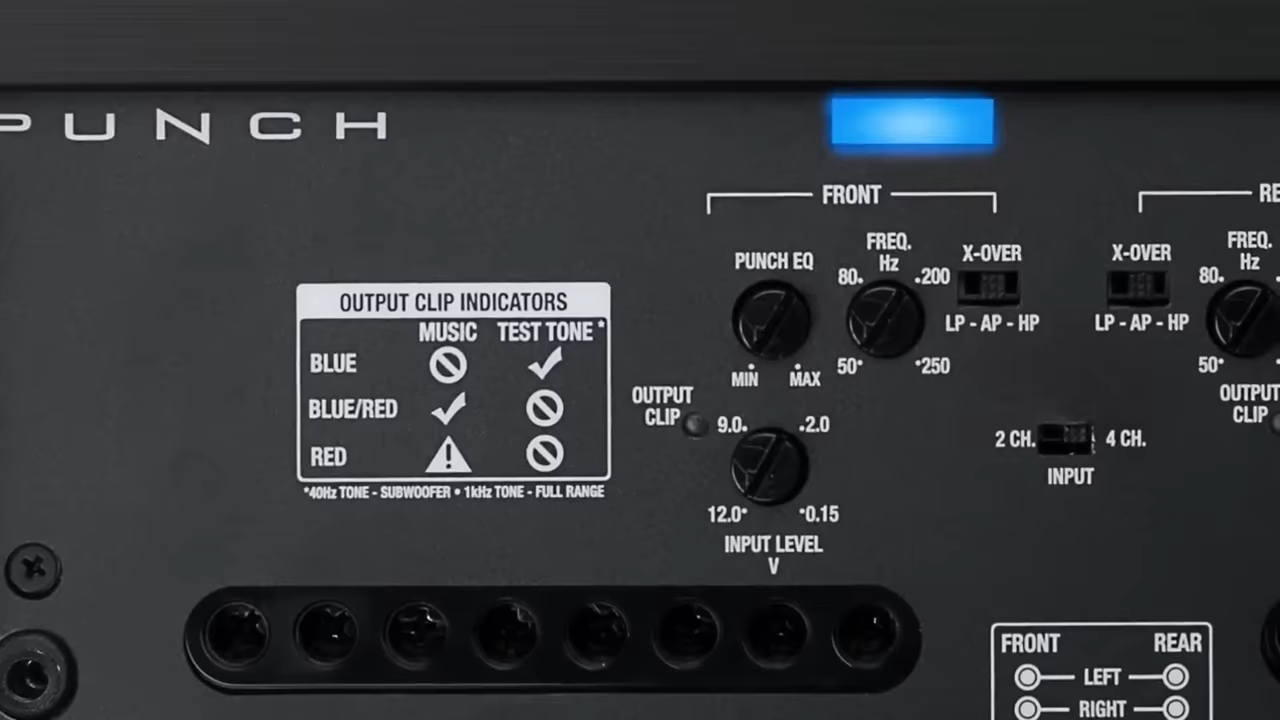 PUNCH
FRONT
RE
PUNCH EQ
FREQ.
Hz
80 200
50 250
X-OVER
LP - AP - HP
MIN MAX
X-OVER
LP - AP - HP
FREQ.
Hz
80
50
OUTPUT CLIP INDICATORS
MUSIC TEST TONE *
BLUE
BLUE/RED
RED
*40Hz TONE - SUBWOOFER • 1kHz TONE - FULL RANGE
OUTPUT
CLIP
9.0 2.0
12.0 0.15
INPUT LEVEL
V
2 CH. 4 CH.
INPUT
OUTPUT
CLIP
FRONT REAR
LEFT
RIGHT